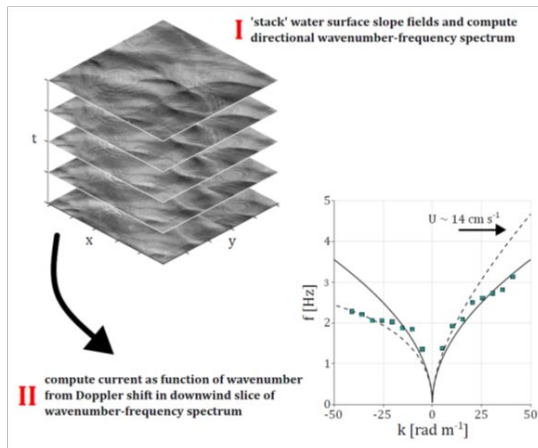 I 'stack' water surface slope fields and compute
directional wavenumber-frequency spectrum
t
x
y
II compute current as function of wavenumber
from Doppler shift in downwind slice of
wavenumber-frequency spectrum
U ~ 14 cm s⁻¹
f [Hz]
5
4
3
2
1
0
-50
-25
0
25
50
k [rad m⁻¹]